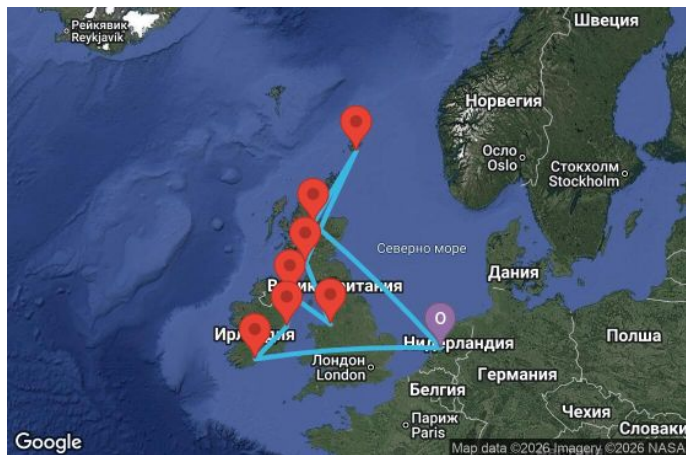 Рейкявик
Reykjavik
Швеция
Норвегия
Осло
Oslo
Стокхолм
Stockholm
Северно море
Дания
Ирландия
O
Нидерландия
Полша
Лондон
London
Германия
Белгия
Париж
Paris
Чехия
Словаки
Google
Map data ©2026 Imagery ©2026 NASA